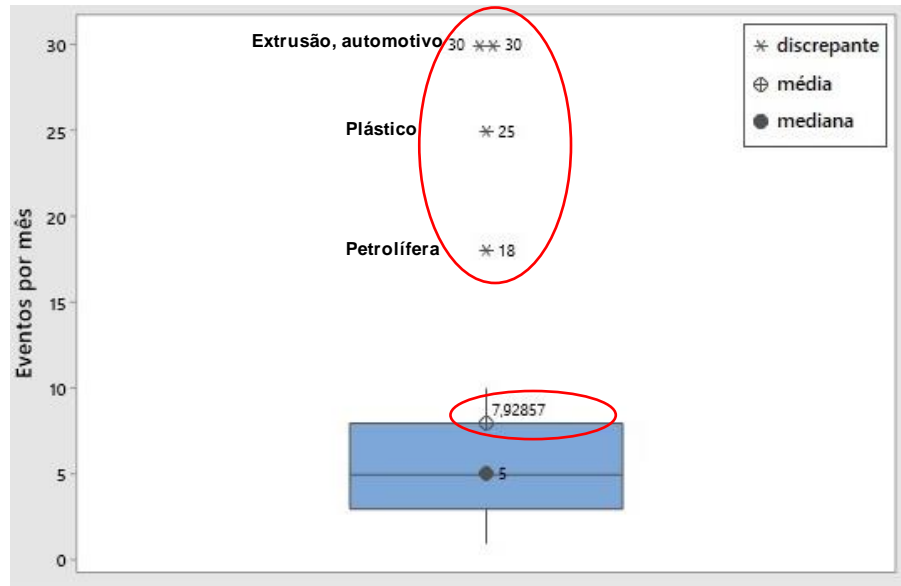 Extrusão, automotivo 30 30
discrepante
média
mediana
Plástico 25
Petrolífera 18
7,92857
5
Eventos por mês
30
25
20
15
10
5
0